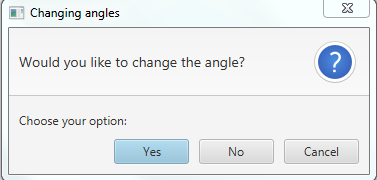 Changing angles
Would you like to change the angle?
?
Choose your option:
Yes No Cancel